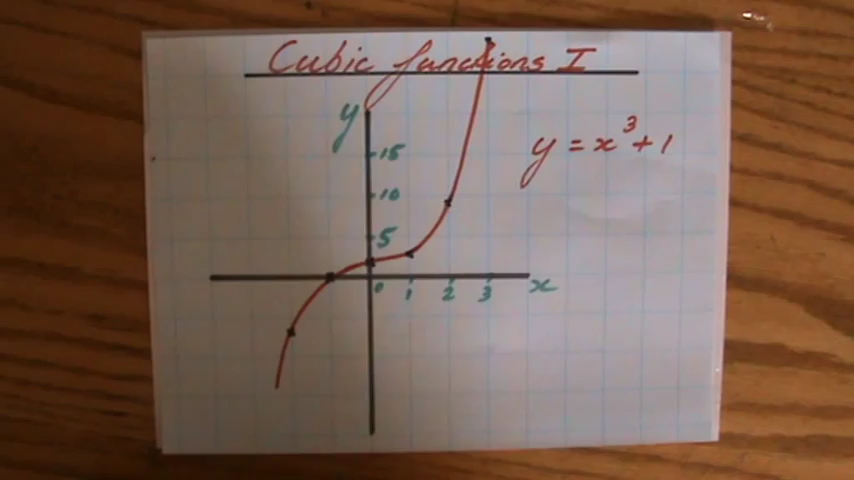 Cubic functions I
y
y = x³ + 1
15
10
5
0 1 2 3 x